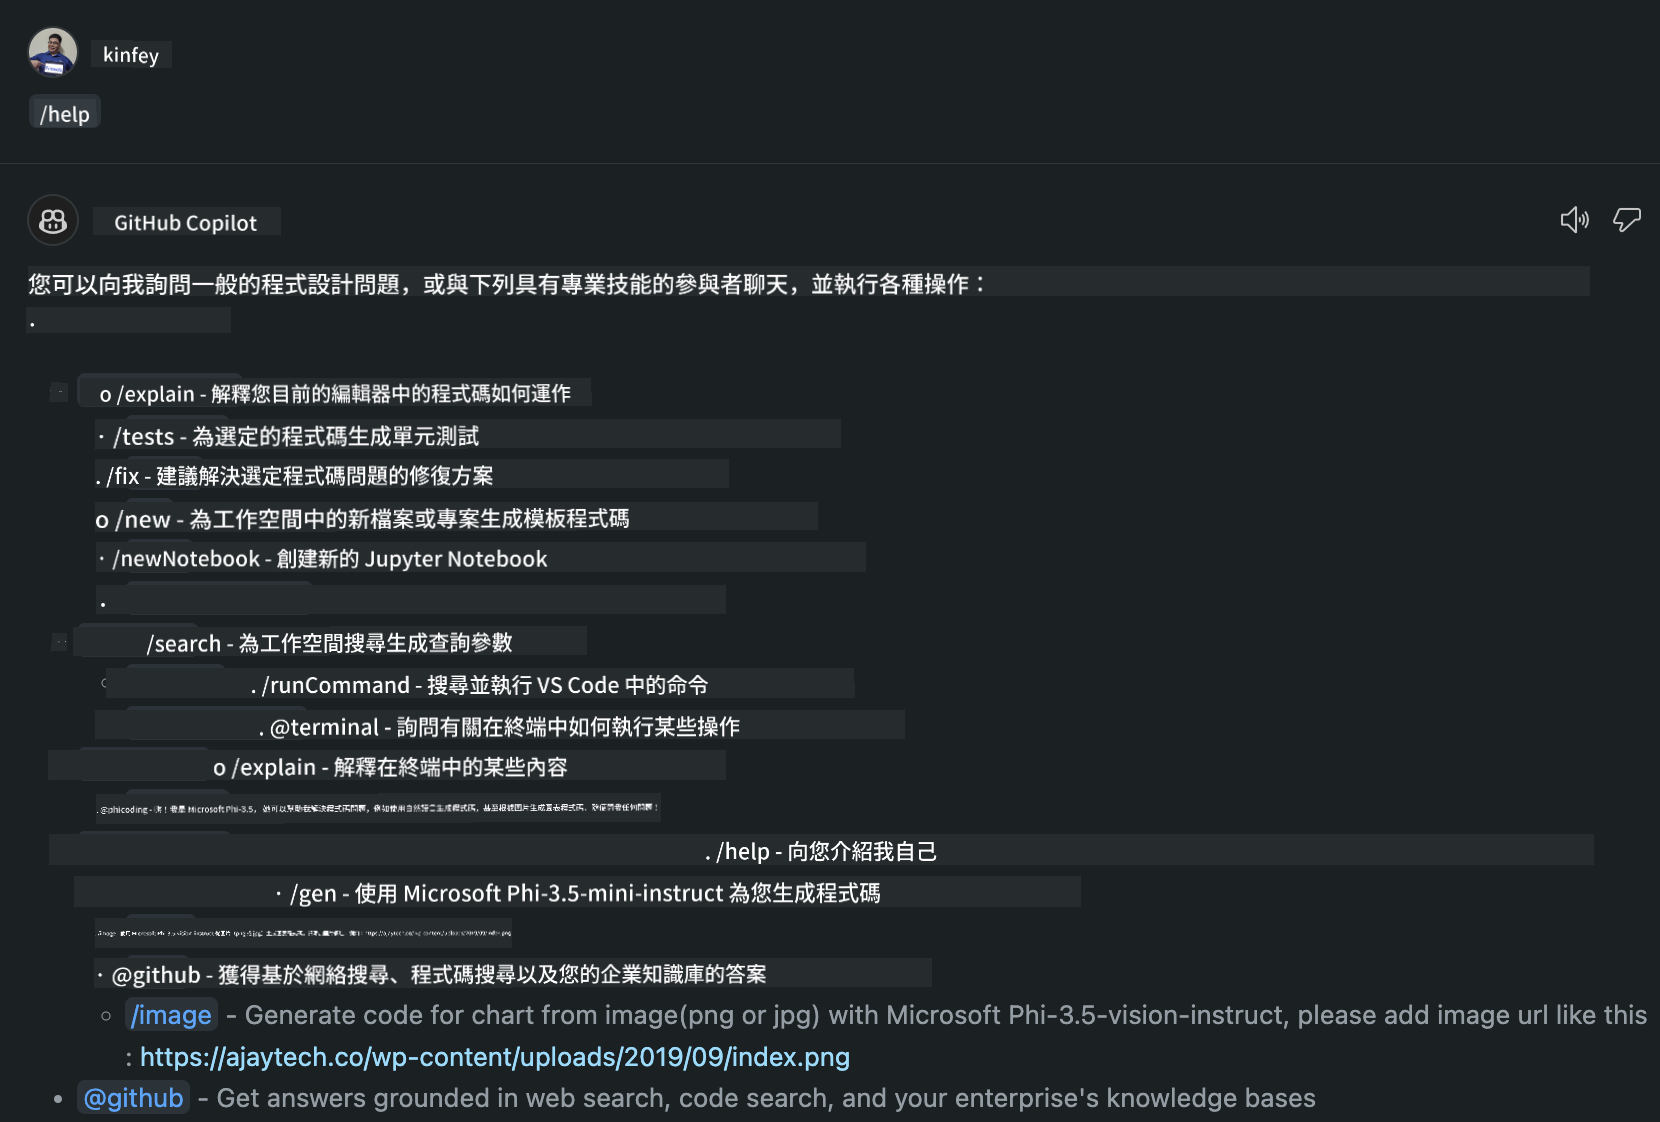 kinfey
/help
GitHub Copilot
您可以向我詢問一般的程式設計問題，或與下列具有專業技能的參與者聊天，並執行各種操作：
.
o /explain - 解釋您目前的編輯器中的程式碼如何運作
· /tests - 為選定的程式碼生成單元測試
. /fix - 建議解決選定程式碼問題的修復方案
o /new - 為工作空間中的新檔案或專案生成模板程式碼
· /newNotebook - 創建新的 Jupyter Notebook
.
/search - 為工作空間搜尋生成查詢參數
. /runCommand - 搜尋並執行 VS Code 中的命令
. @terminal - 詢問有關在終端中如何執行某些操作
o /explain - 解釋在終端中的某些內容
. @phicoding - 嗨！我是 Microsoft Phi-3.5，
. /help - 向您介紹我自己
· /gen - 使用 Microsoft Phi-3.5-mini-instruct 為您生成程式碼
· @github - 獲得基於網絡搜尋、程式碼搜尋以及您的企業知識庫的答案
/image - Generate code for chart from image(png or jpg) with Microsoft Phi-3.5-vision-instruct, please add image url like this
: https://ajaytech.co/wp-content/uploads/2019/09/index.png
@github - Get answers grounded in web search, code search, and your enterprise's knowledge bases